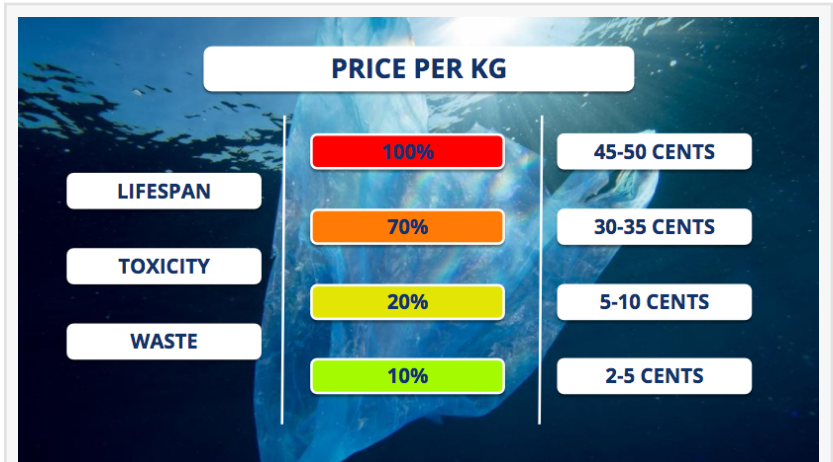 PRICE PER KG
LIFESPAN
TOXICITY
WASTE
100%
70%
20%
10%
45-50 CENTS
30-35 CENTS
5-10 CENTS
2-5 CENTS